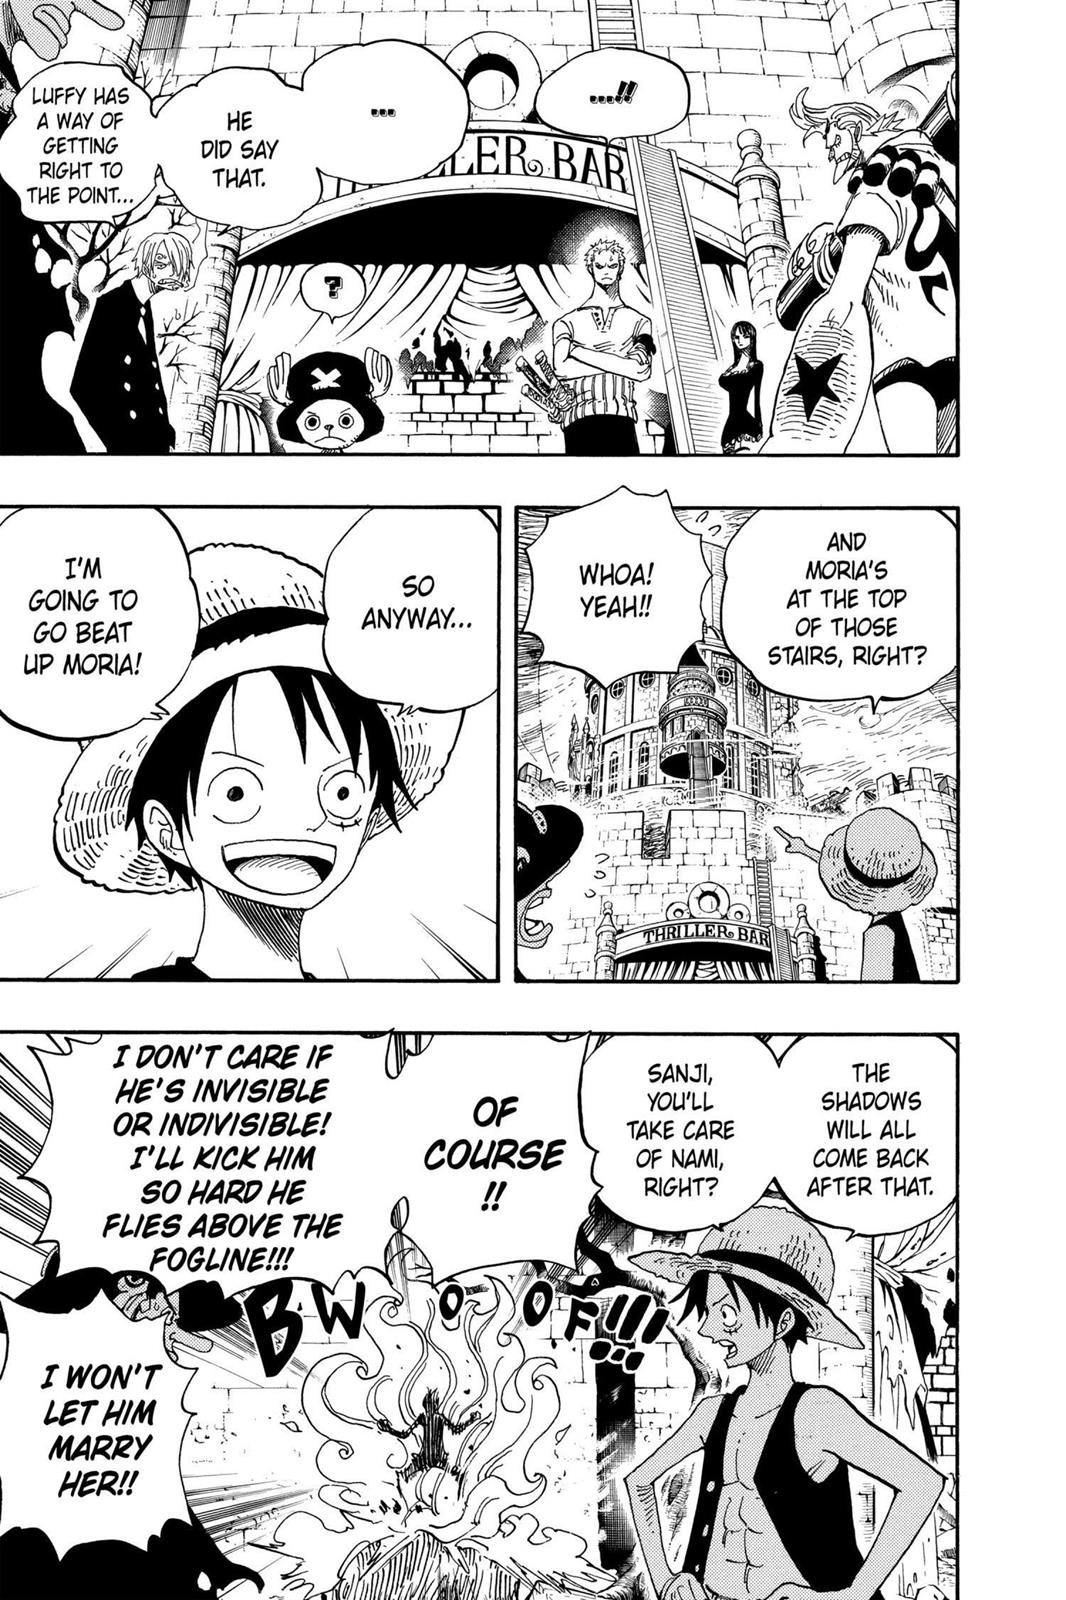 ....!!
...
HE
DID SAY
THAT.
LUFFY HAS
A WAY OF
GETTING
RIGHT TO
THE POINT...
LLER BAR
?
AND
MORIA'S
AT THE TOP
OF THOSE
STAIRS, RIGHT?
WHOA!
YEAH!!
THRILLER BAR
SO
ANYWAY...
I'M
GOING TO
GO BEAT
UP MORIA!
THE
SHADOWS
WILL ALL
COME BACK
AFTER THAT.
SANJI,
YOU'LL
TAKE CARE
OF NAMI,
RIGHT?
OF
COURSE
!!
I DON'T CARE IF
HE'S INVISIBLE
OR INDIVISIBLE!
I'LL KICK HIM
SO HARD HE
FLIES ABOVE THE
FOGLINE!!!
BWOOF!!!
I WON'T
LET HIM
MARRY
HER!!